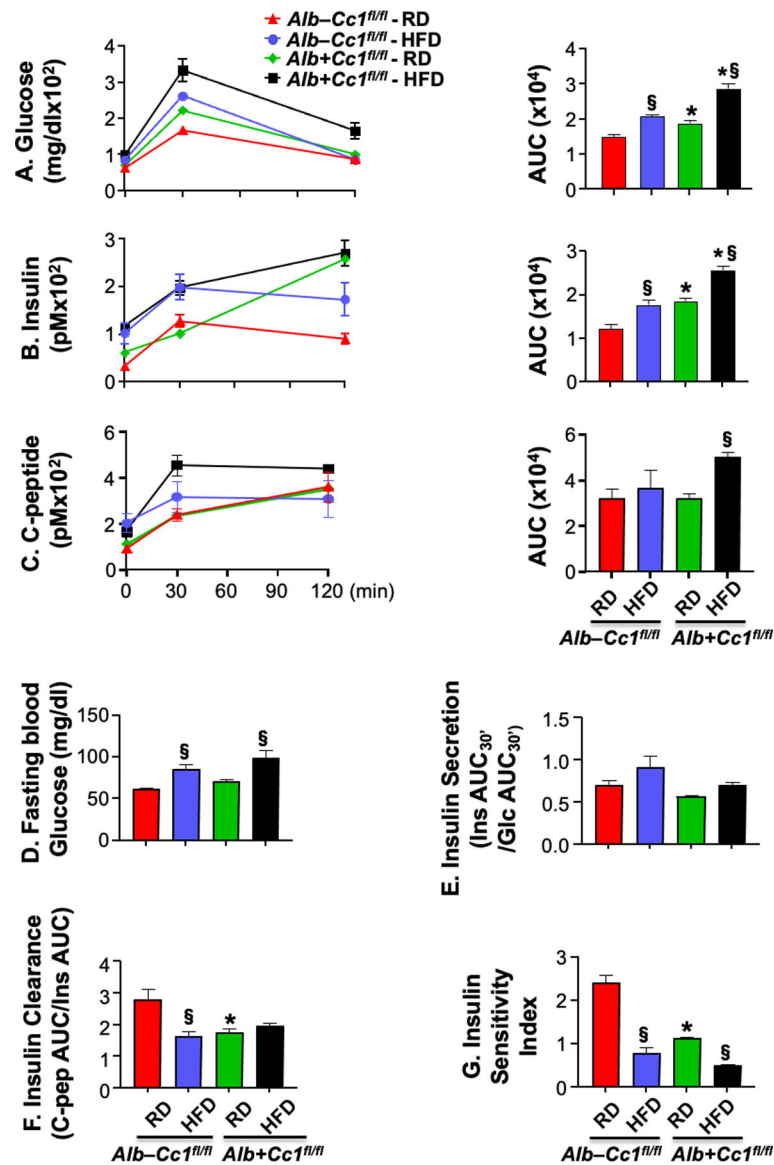 Alb–Cc1fl/fl - RD
Alb–Cc1fl/fl - HFD
Alb+Cc1fl/fl - RD
Alb+Cc1fl/fl - HFD
A. Glucose
(mg/dlx102)
4
3
2
1
0
AUC (x104)
4
3
2
1
0
§
*
*§
B. Insulin
(pMx102)
3
2
1
0
AUC (x104)
3
2
1
0
§
*
*§
C. C-peptide
(pMx102)
6
4
2
0
0 30 60 90 120 (min)
AUC (x104)
6
4
2
0
§
RD HFD RD HFD
Alb–Cc1fl/fl Alb+Cc1fl/fl
D. Fasting blood
Glucose (mg/dl)
150
100
50
0
§
§
E. Insulin Secretion
(Ins AUC30'
/Glc AUC30')
1.5
1.0
0.5
0.0
F. Insulin Clearance
(C-pep AUC/Ins AUC)
4
3
2
1
0
§
*
RD HFD RD HFD
Alb–Cc1fl/fl Alb+Cc1fl/fl
G. Insulin
Sensitivity
Index
3
2
1
0
§
*
§
RD HFD RD HFD
Alb–Cc1fl/fl Alb+Cc1fl/fl